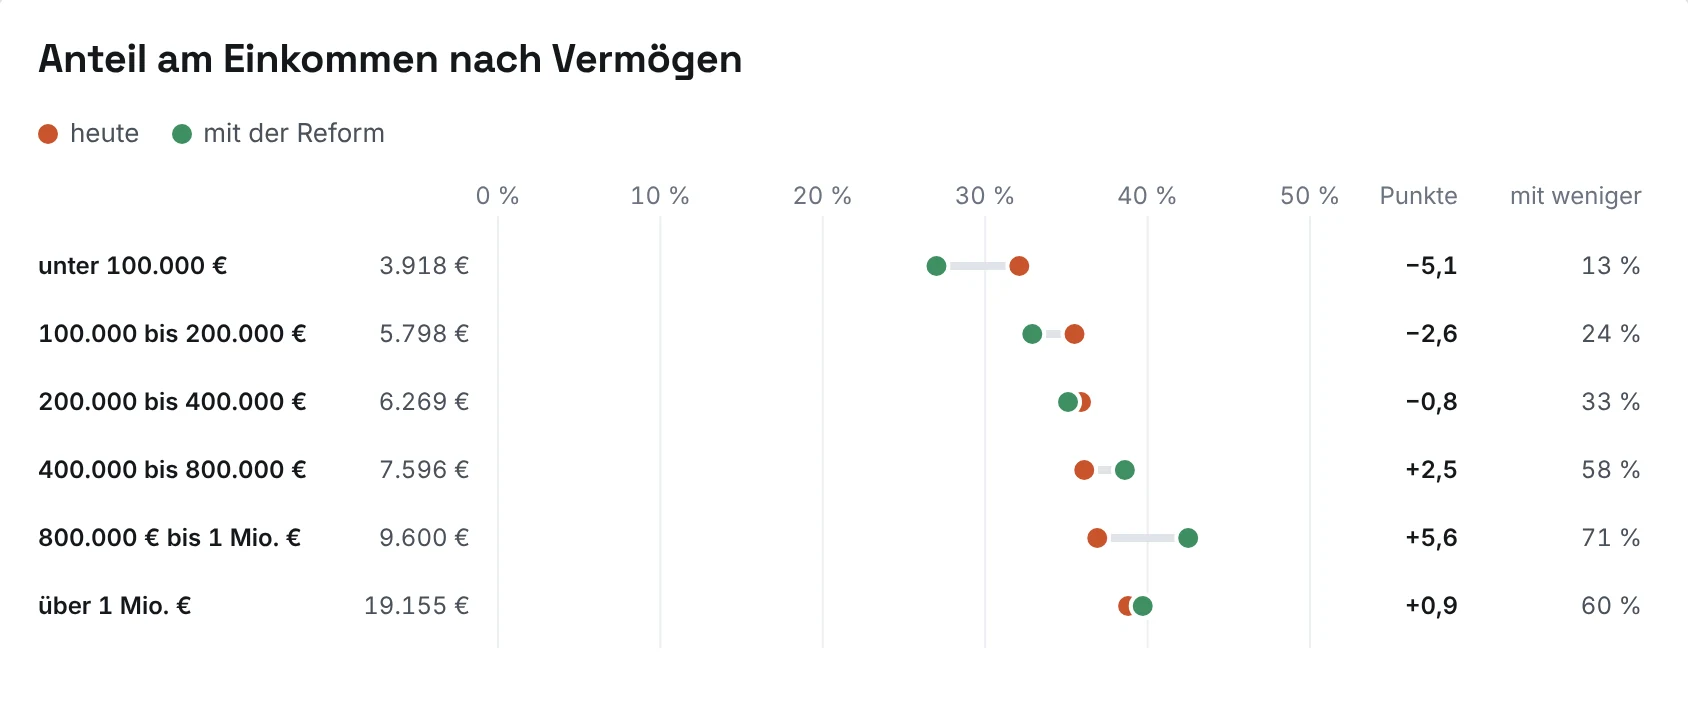 Anteil am Einkommen nach Vermögen
heute mit der Reform
0 % 10 % 20 % 30 % 40 % 50 % Punkte mit weniger
unter 100.000 € 3.918 € −5,1 13 %
100.000 bis 200.000 € 5.798 € −2,6 24 %
200.000 bis 400.000 € 6.269 € −0,8 33 %
400.000 bis 800.000 € 7.596 € +2,5 58 %
800.000 € bis 1 Mio. € 9.600 € +5,6 71 %
über 1 Mio. € 19.155 € +0,9 60 %